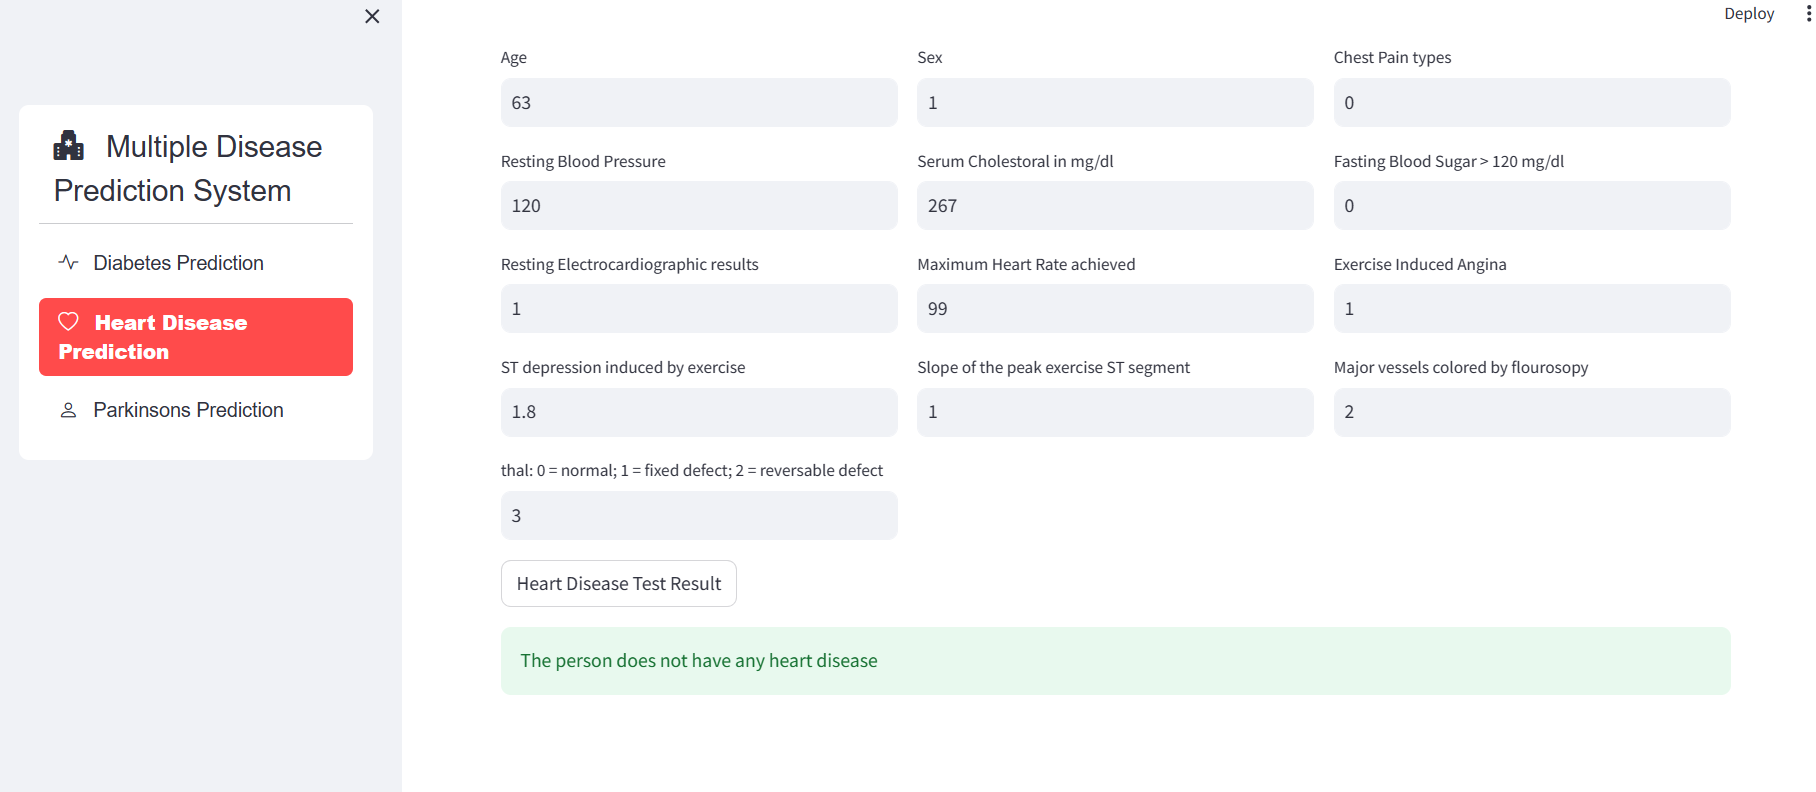 Deploy
Multiple Disease
Prediction System
Diabetes Prediction
Heart Disease
Prediction
Parkinsons Prediction
Age
63
Sex
1
Chest Pain types
0
Resting Blood Pressure
120
Serum Cholestoral in mg/dl
267
Fasting Blood Sugar > 120 mg/dl
0
Resting Electrocardiographic results
1
Maximum Heart Rate achieved
99
Exercise Induced Angina
1
ST depression induced by exercise
1.8
Slope of the peak exercise ST segment
1
Major vessels colored by flourosopy
2
thal: 0 = normal; 1 = fixed defect; 2 = reversable defect
3
Heart Disease Test Result
The person does not have any heart disease